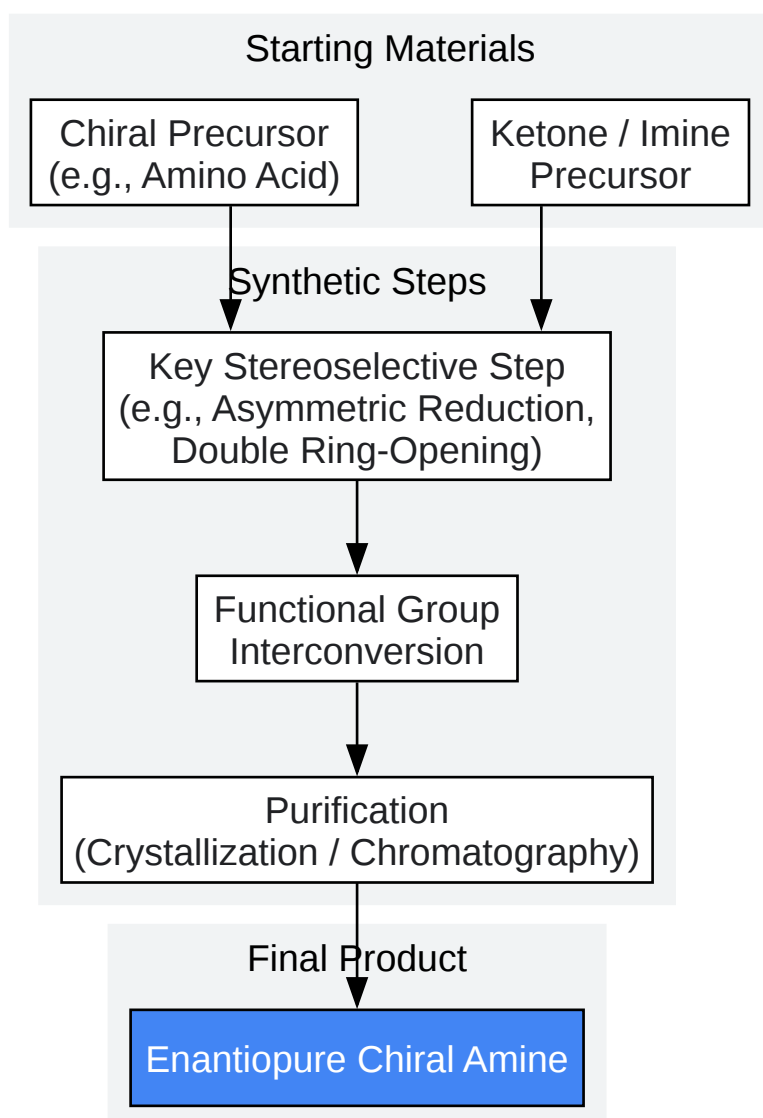 Starting Materials
Chiral Precursor
(e.g., Amino Acid)
Ketone / Imine
Precursor
Synthetic Steps
Key Stereoselective Step
(e.g., Asymmetric Reduction,
Double Ring-Opening)
Functional Group
Interconversion
Purification
(Crystallization / Chromatography)
Final Product
Enantiopure Chiral Amine